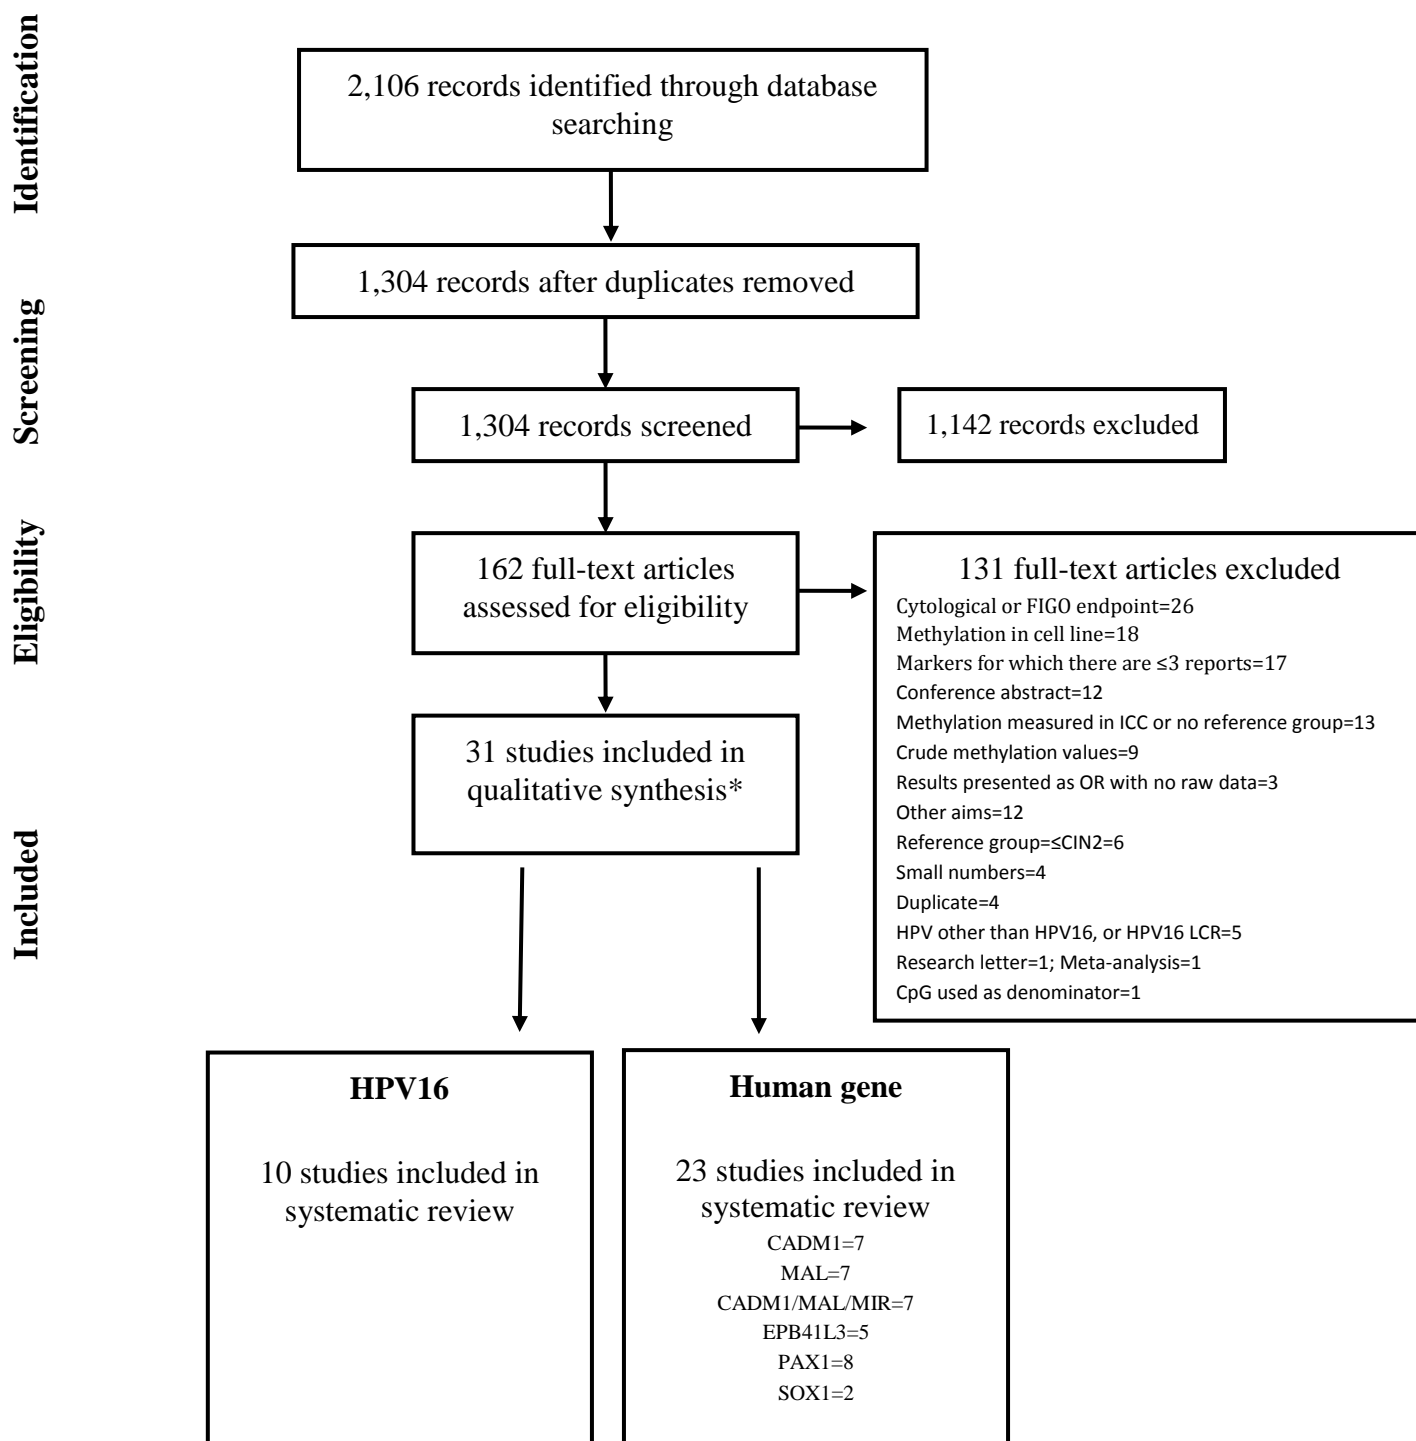 Identification
2,106 records identified through database
searching
1,304 records after duplicates removed
Screening
1,304 records screened
1,142 records excluded
Eligibility
162 full-text articles
assessed for eligibility
131 full-text articles excluded
Cytological or FIGO endpoint=26
Methylation in cell line=18
Markers for which there are ≤3 reports=17
Conference abstract=12
Methylation measured in ICC or no reference group=13
Crude methylation values=9
Results presented as OR with no raw data=3
Other aims=12
Reference group=≤CIN2=6
Small numbers=4
Duplicate=4
HPV other than HPV16, or HPV16 LCR=5
Research letter=1; Meta-analysis=1
CpG used as denominator=1
Included
31 studies included in
qualitative synthesis*
HPV16
10 studies included in
systematic review
Human gene
23 studies included in
systematic review
CADM1=7
MAL=7
CADM1/MAL/MIR=7
EPB41L3=5
PAX1=8
SOX1=2